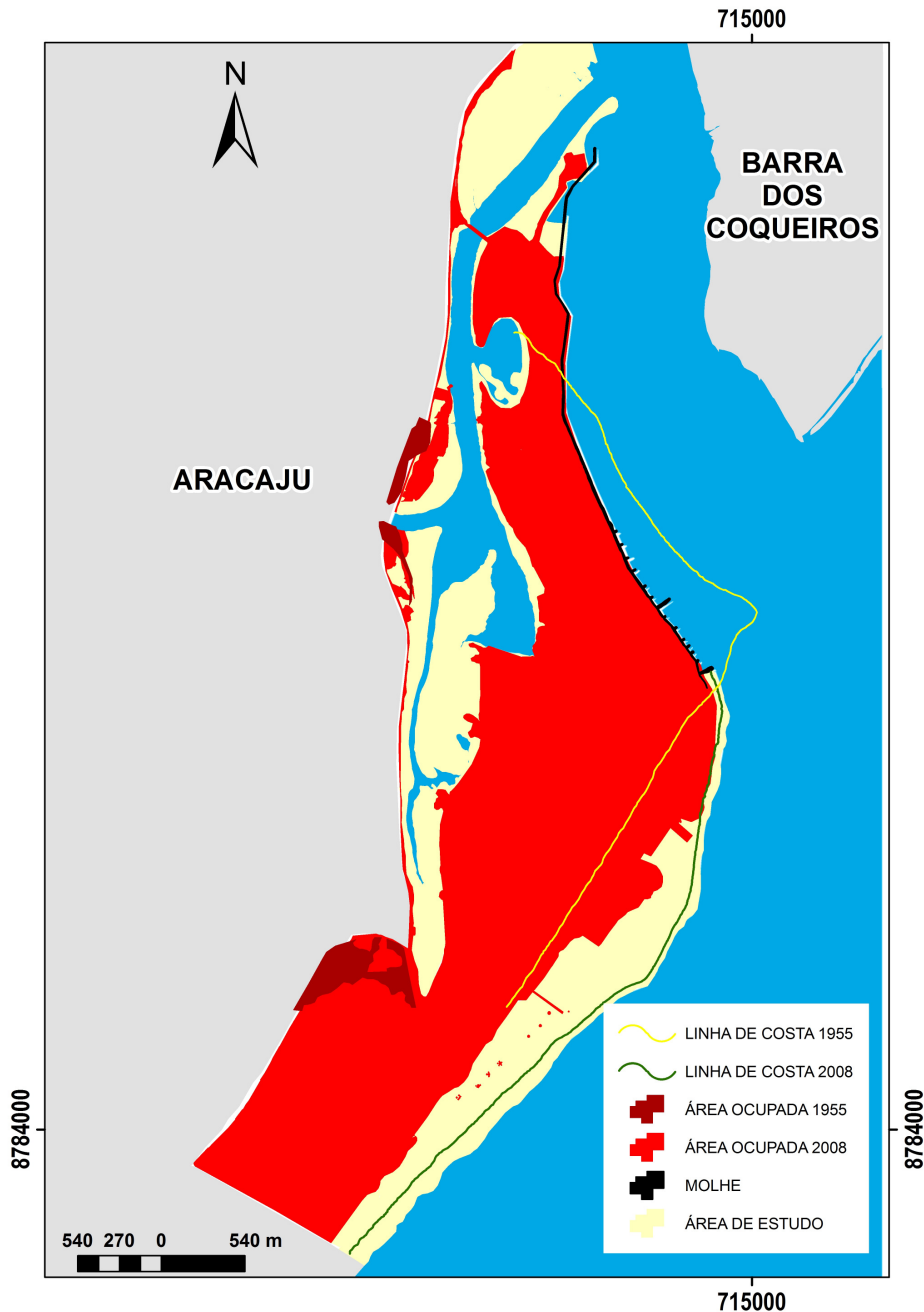 715000
N
BARRA
DOS
COQUEIROS
ARACAJU
8784000
8784000
LINHA DE COSTA 1955
LINHA DE COSTA 2008
ÁREA OCUPADA 1955
ÁREA OCUPADA 2008
MOLHE
ÁREA DE ESTUDO
540 270 0 540 m
715000